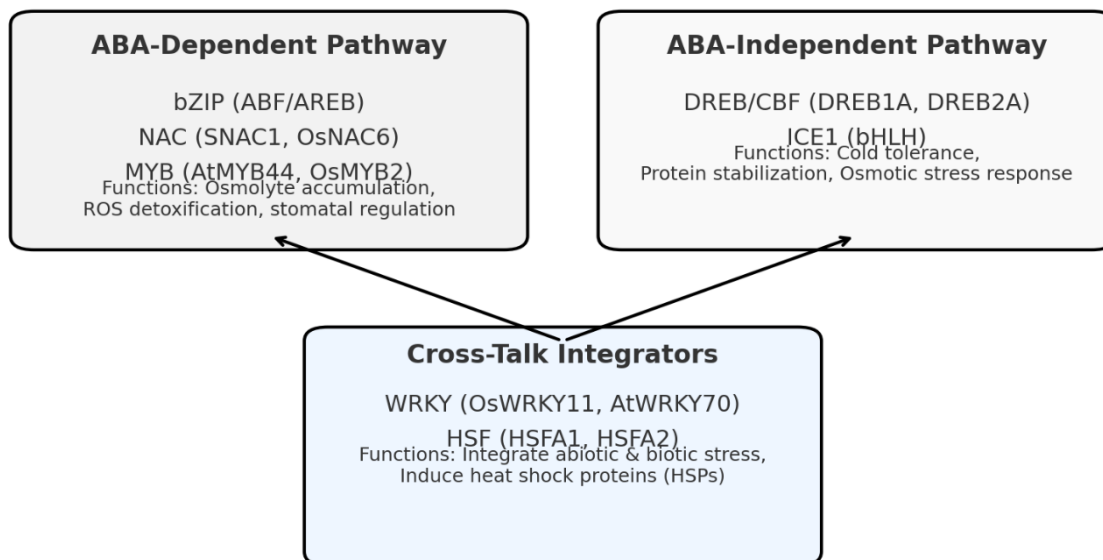 ABA-Dependent Pathway
bZIP (ABF/AREB)
NAC (SNAC1, OsNAC6)
MYB (AtMYB44, OsMYB2)
Functions: Osmolyte accumulation,
ROS detoxification, stomatal regulation
ABA-Independent Pathway
DREB/CBF (DREB1A, DREB2A)
ICE1 (bHLH)
Functions: Cold tolerance,
Protein stabilization, Osmotic stress response
Cross-Talk Integrators
WRKY (OsWRKY11, AtWRKY70)
HSF (HSFA1, HSFA2)
Functions: Integrate abiotic & biotic stress,
Induce heat shock proteins (HSPs)